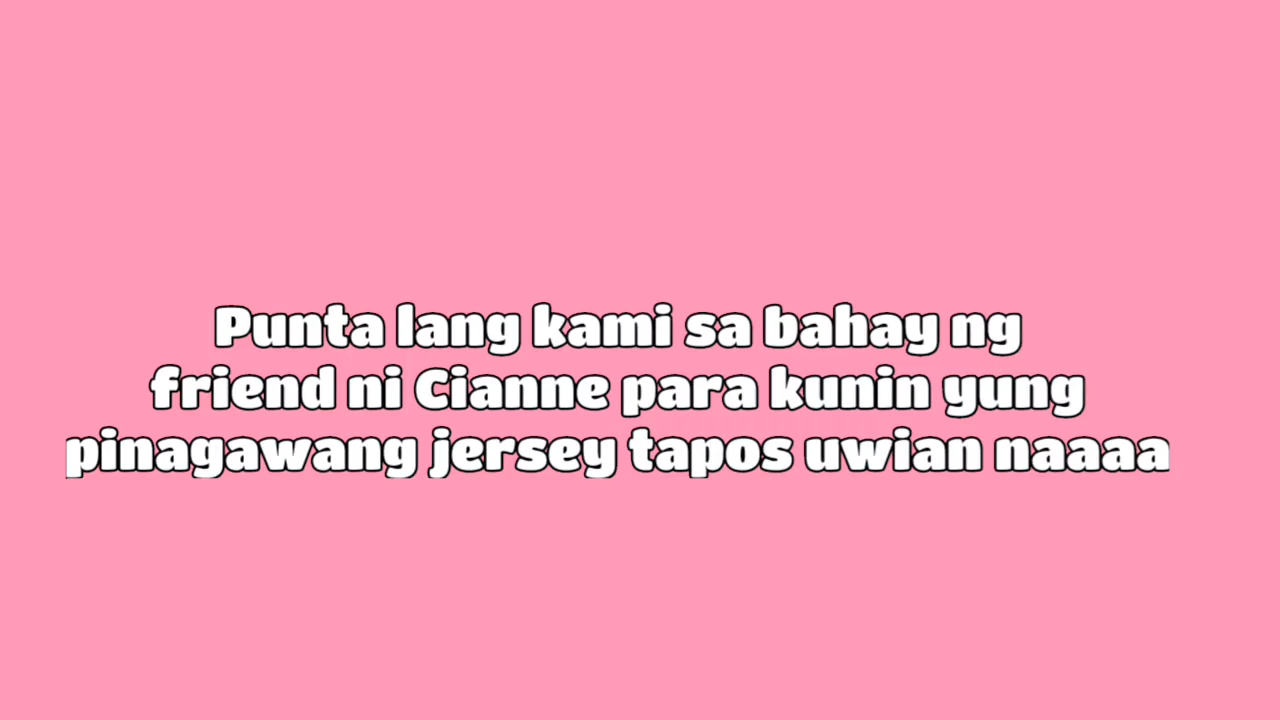 Punta lang kami sa bahay ng
friend ni Cianne para kunin yung
pinagawang jersey tapos uwian naaaa